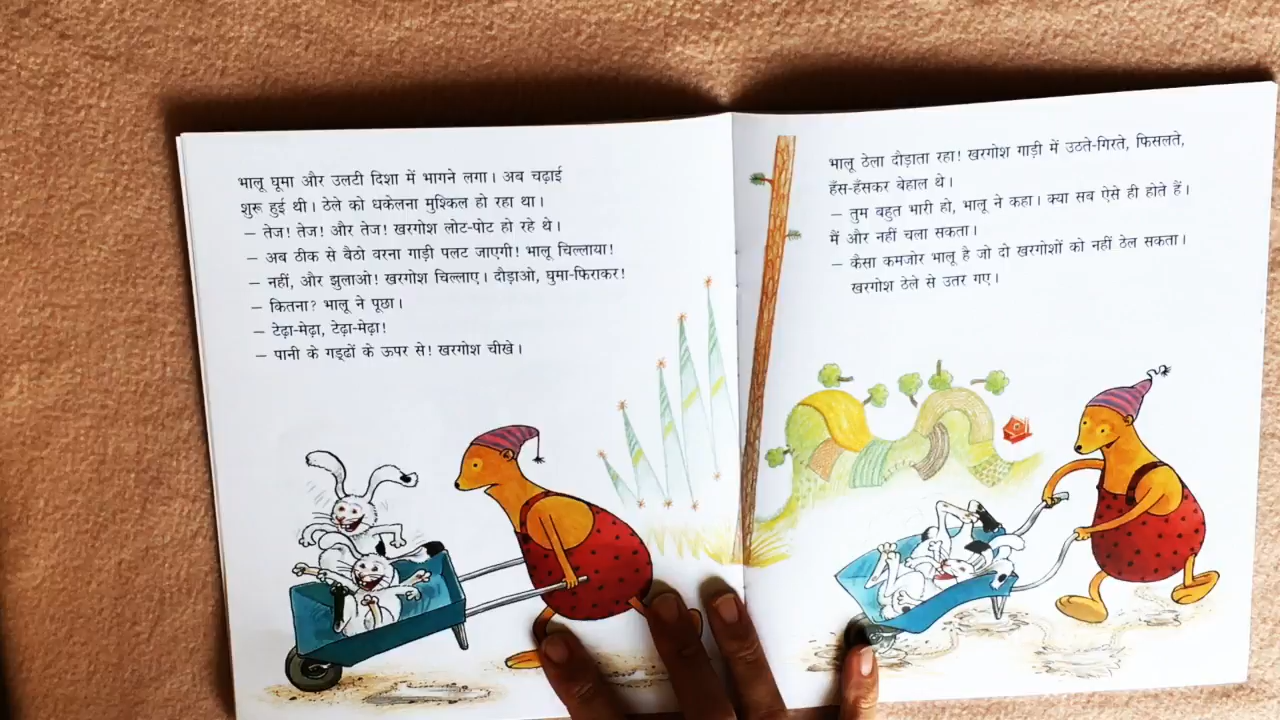 भालू घूमा और उलटी दिशा में भागने लगा। अब चढ़ाई
शुरू हुई थी। ठेले को धकेलना मुश्किल हो रहा था।
– तेज! तेज! और तेज! खरगोश लोट-पोट हो रहे थे।
– अब ठीक से बैठो वरना गाड़ी पलट जाएगी! भालू चिल्लाया!
– नहीं, और झुलाओ! खरगोश चिल्लाए। दौड़ाओ, घुमा-फिराकर!
– कितना? भालू ने पूछा।
– टेढ़ा-मेढ़ा, टेढ़ा-मेढ़ा!
– पानी के गड्ढों के ऊपर से! खरगोश चीखे।
भालू ठेला दौड़ाता रहा! खरगोश गाड़ी में उठते-गिरते, फिसलते,
हँस-हँसकर बेहाल थे।
– तुम बहुत भारी हो, भालू ने कहा। क्या सब ऐसे ही होते हैं।
मैं और नहीं चला सकता।
– कैसा कमजोर भालू है जो दो खरगोशों को नहीं ठेल सकता।
खरगोश ठेले से उतर गए।